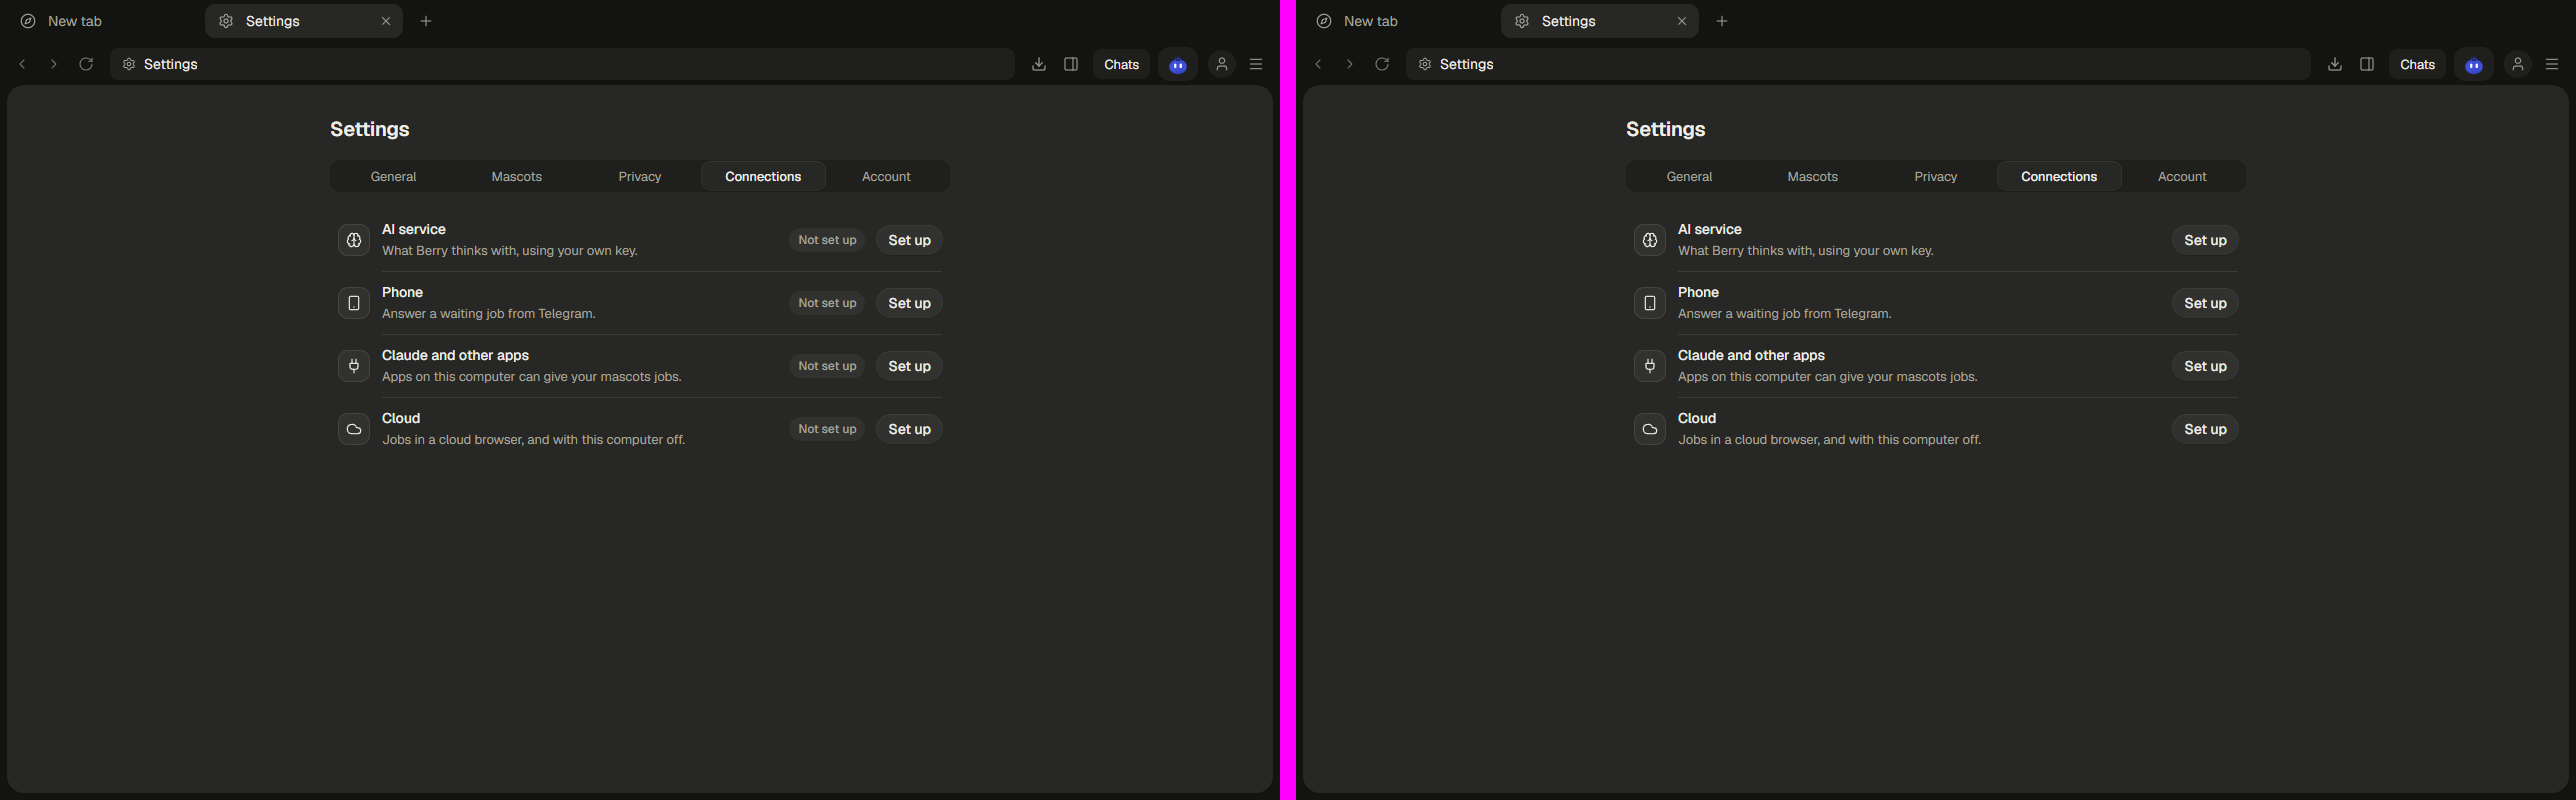 New tab
Settings
Settings
Chats
Settings
General Mascots Privacy Connections Account
AI service
What Berry thinks with, using your own key.
Not set up Set up
Phone
Answer a waiting job from Telegram.
Not set up Set up
Claude and other apps
Apps on this computer can give your mascots jobs.
Not set up Set up
Cloud
Jobs in a cloud browser, and with this computer off.
Not set up Set up
New tab
Settings
Settings
Chats
Settings
General Mascots Privacy Connections Account
AI service
What Berry thinks with, using your own key.
Set up
Phone
Answer a waiting job from Telegram.
Set up
Claude and other apps
Apps on this computer can give your mascots jobs.
Set up
Cloud
Jobs in a cloud browser, and with this computer off.
Set up